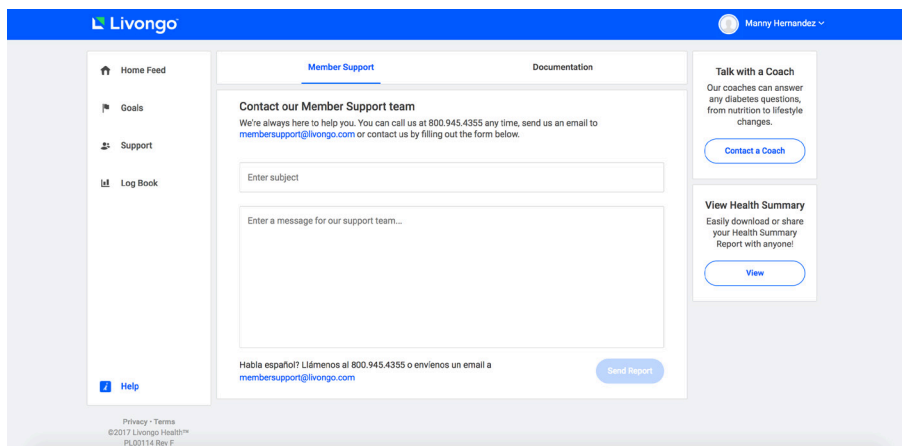 Livongo
Manny Hernandez
Home Feed
Goals
Support
Log Book
Help
Privacy · Terms
©2017 Livongo Health™
PL00114 Rev F
Member Support
Documentation
Contact our Member Support team
We're always here to help you. You can call us at 800.945.4355 any time, send us an email to
membersupport@livongo.com or contact us by filling out the form below.
Enter subject
Enter a message for our support team...
Habla español? Llámenos al 800.945.4355 o envíenos un email a
membersupport@livongo.com
Send Report
Talk with a Coach
Our coaches can answer
any diabetes questions,
from nutrition to lifestyle
changes.
Contact a Coach
View Health Summary
Easily download or share
your Health Summary
Report with anyone!
View